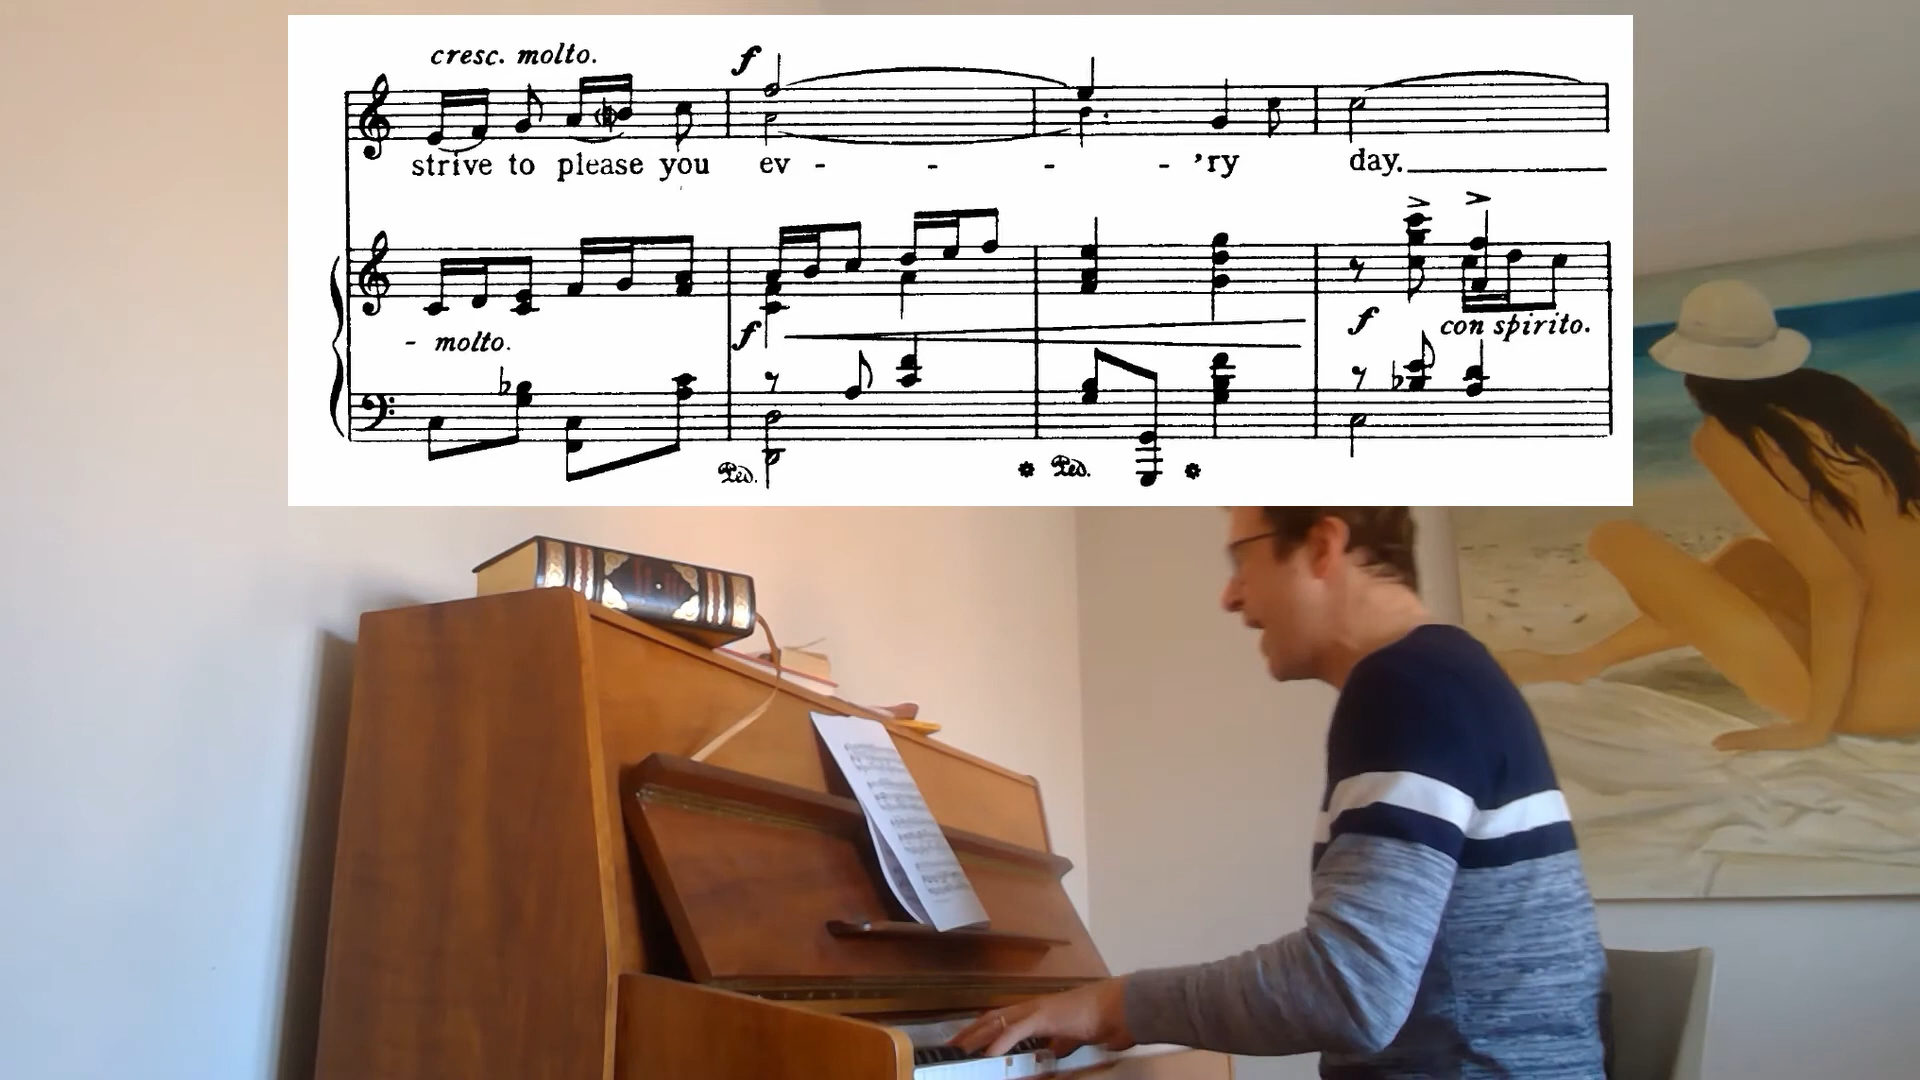 cresc. molto.
f
strive to please you ev - - - - 'ry day.
- molto.
f
f
con spirito.
Ped. * Ped. *